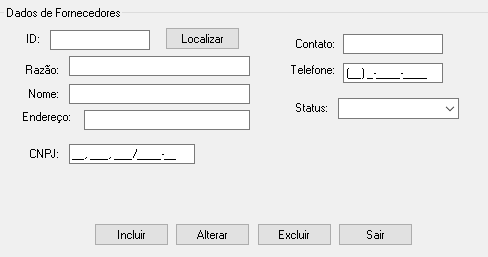 Dados de Fornecedores
ID:
Localizar
Contato:
Razão:
Telefone: (__) _-____-____
Nome:
Endereço:
Status:
CNPJ: __,___,___/____-__
Incluir Alterar Excluir Sair